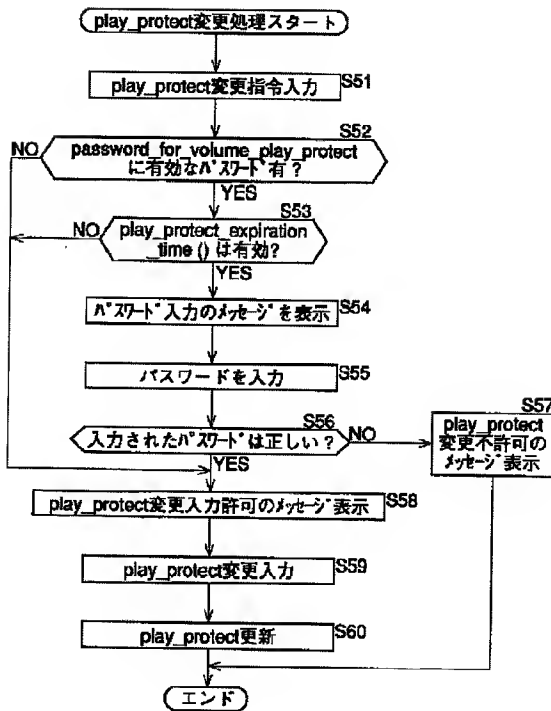 play_protect変更処理スタート
S51
play_protect変更指令入力
S52
NO
password_for_volume_play_protect
に有効なﾊﾟｽﾜｰﾄﾞ有？
YES
S53
NO
play_protect_expiration
_time () は有効?
YES
ﾊﾟｽﾜｰﾄﾞ入力のﾒｯｾｰｼﾞを表示
S54
パスワードを入力
S55
S56
入力されたﾊﾟｽﾜｰﾄﾞは正しい？
NO
YES
S57
play_protect
変更不許可の
ﾒｯｾｰｼﾞ表示
play_protect変更入力許可のﾒｯｾｰｼﾞ表示
S58
play_protect変更入力
S59
play_protect更新
S60
エンド